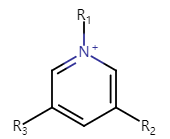 R₁
N⁺
R₃ R₂